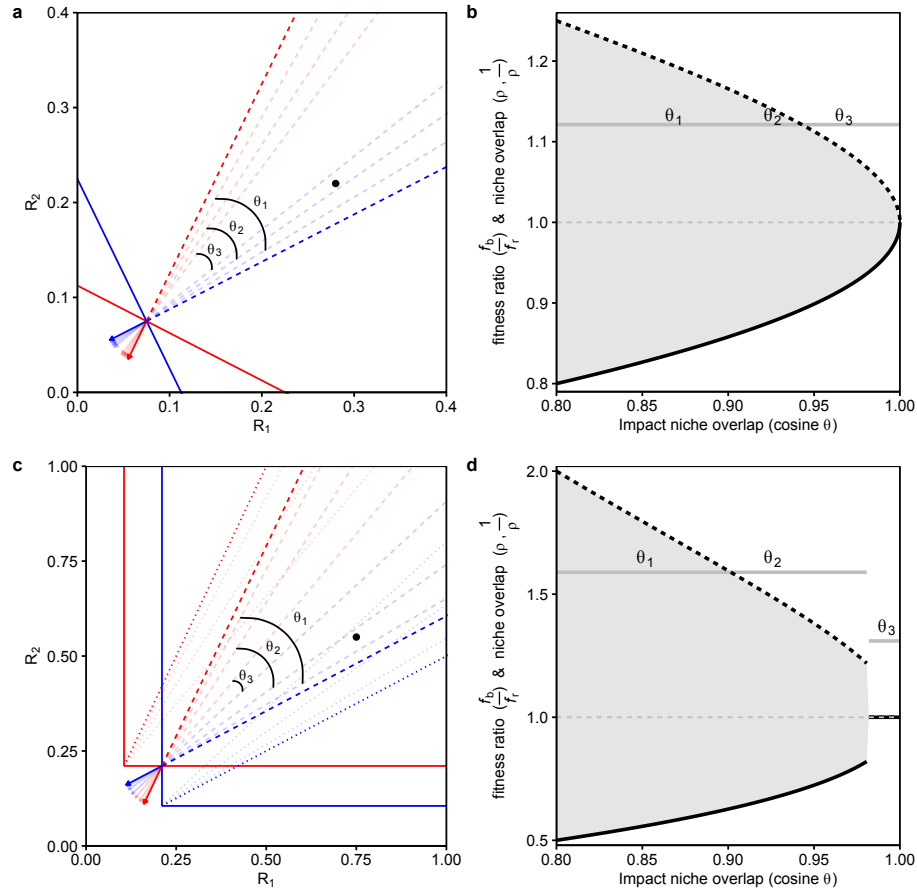 a
0.4
0.3
R2
0.2
0.1
0.0
θ1
θ2
θ3
0.0 0.1 0.2 0.3 0.4
R1
b
fitness ratio (fb/fr) & niche overlap (ρ, 1/ρ)
1.2
1.1
1.0
0.9
0.8
θ1 θ2 θ3
0.80 0.85 0.90 0.95 1.00
Impact niche overlap (cosine θ)
c
1.00
0.75
R2
0.50
0.25
0.00
θ1
θ2
θ3
0.00 0.25 0.50 0.75 1.00
R1
d
fitness ratio (fb/fr) & niche overlap (ρ, 1/ρ)
2.0
1.5
1.0
0.5
θ1 θ2
θ3
0.80 0.85 0.90 0.95 1.00
Impact niche overlap (cosine θ)